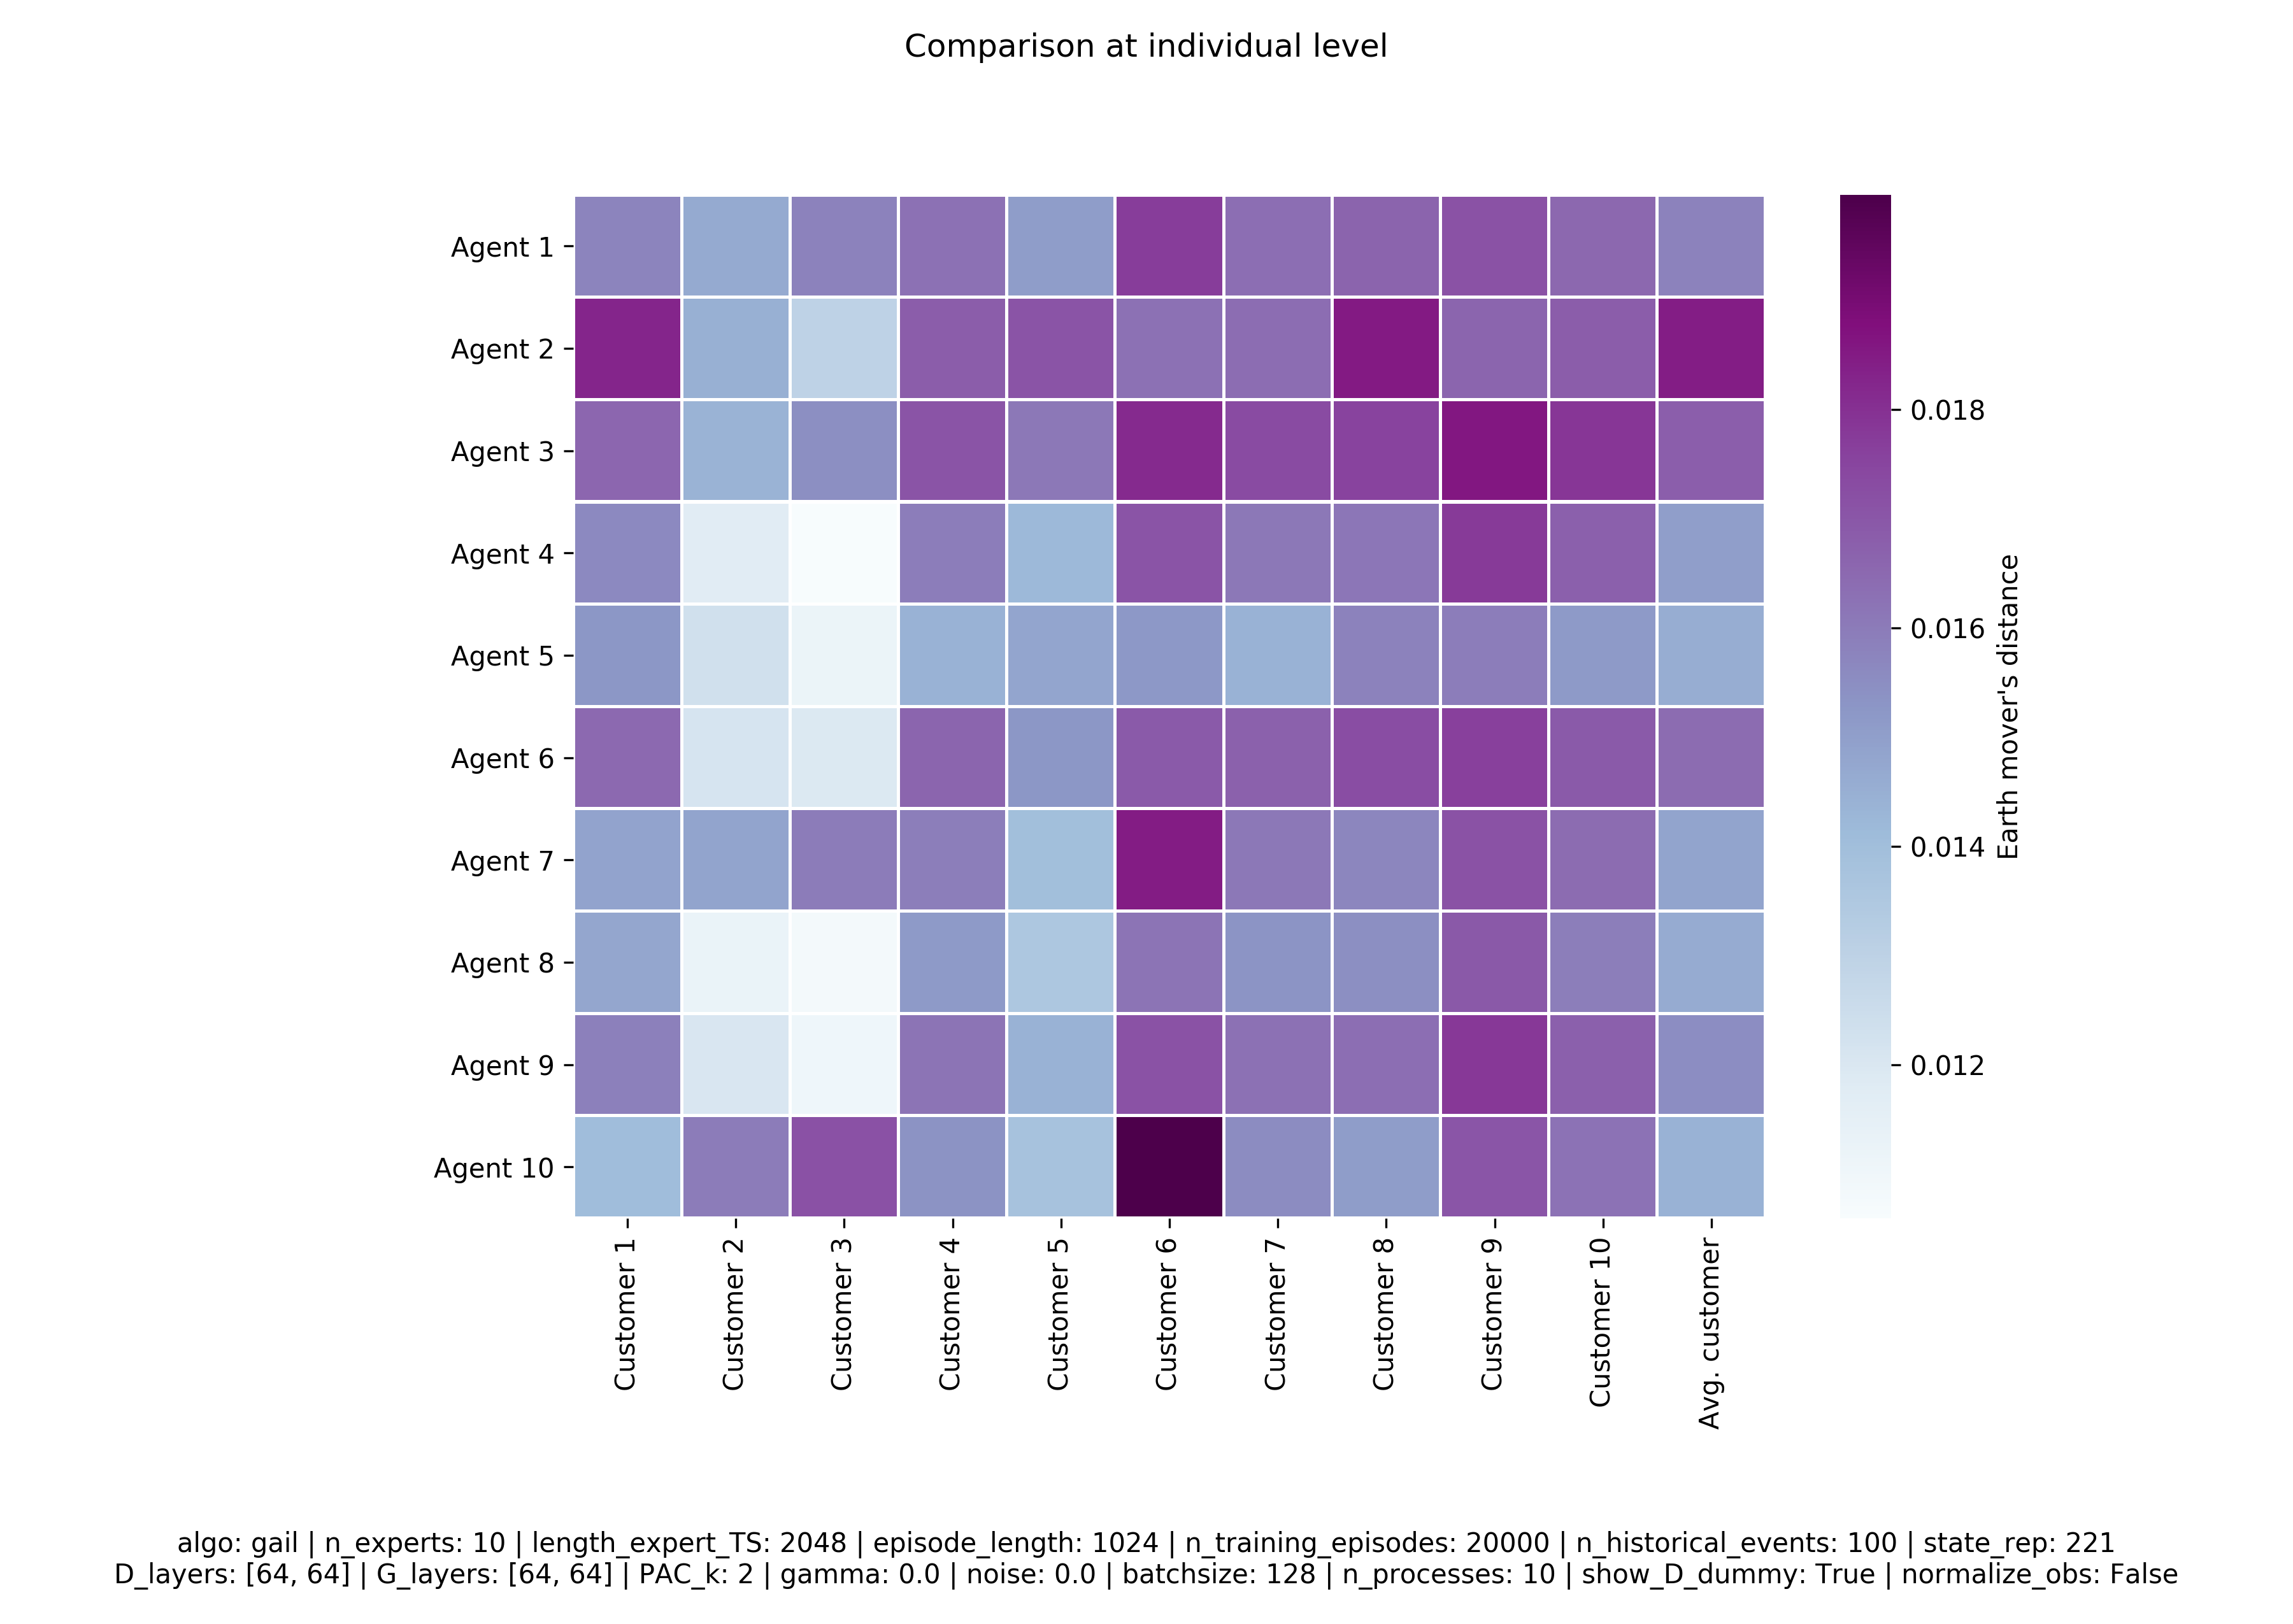 Comparison at individual level
Agent 1
Agent 2
Agent 3
Agent 4
Agent 5
Agent 6
Agent 7
Agent 8
Agent 9
Agent 10
Customer 1
Customer 2
Customer 3
Customer 4
Customer 5
Customer 6
Customer 7
Customer 8
Customer 9
Customer 10
Avg. customer
0.018
0.016
0.014
0.012
Earth mover's distance
algo: gail | n_experts: 10 | length_expert_TS: 2048 | episode_length: 1024 | n_training_episodes: 20000 | n_historical_events: 100 | state_rep: 221
D_layers: [64, 64] | G_layers: [64, 64] | PAC_k: 2 | gamma: 0.0 | noise: 0.0 | batchsize: 128 | n_processes: 10 | show_D_dummy: True | normalize_obs: False